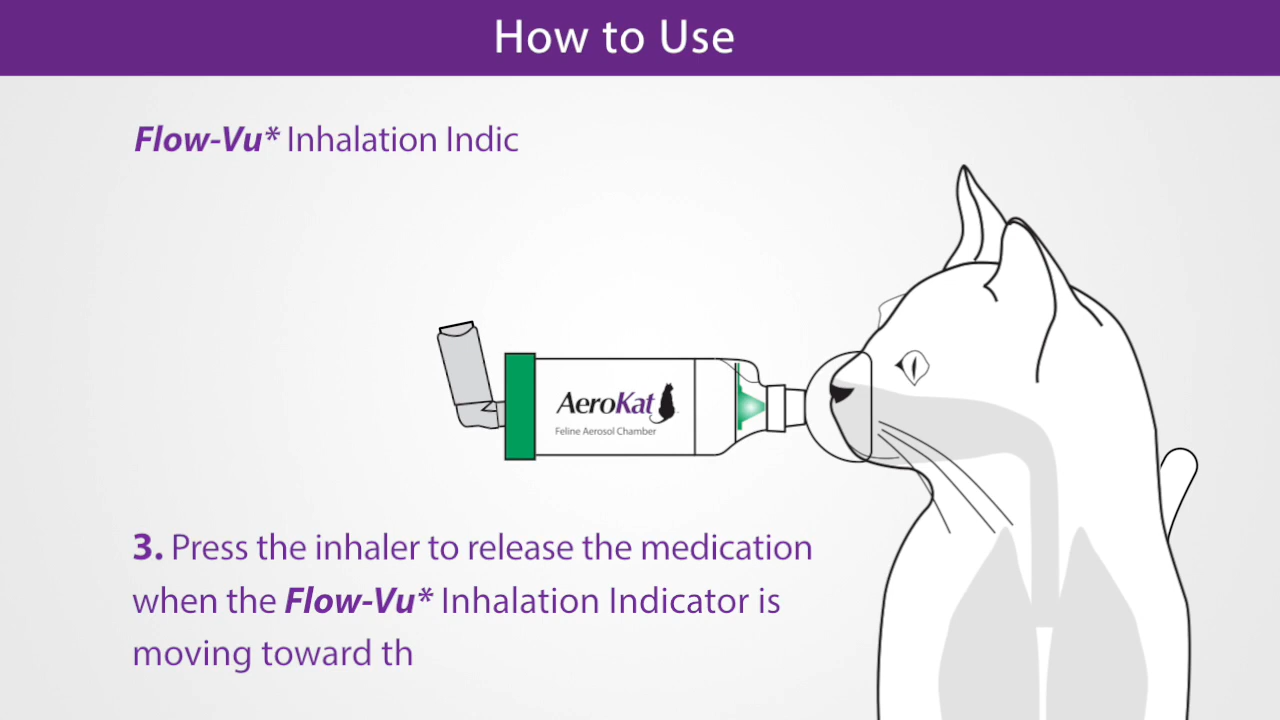 How to Use
Flow-Vu* Inhalation Indic
AeroKat
Feline Aerosol Chamber
3. Press the inhaler to release the medication
when the Flow-Vu* Inhalation Indicator is
moving toward th